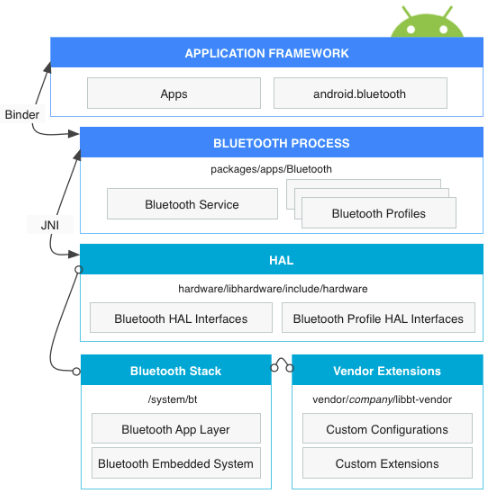 APPLICATION FRAMEWORK
Apps
android.bluetooth
Binder
BLUETOOTH PROCESS
packages/apps/Bluetooth
Bluetooth Service
Bluetooth Profiles
JNI
HAL
hardware/libhardware/include/hardware
Bluetooth HAL Interfaces
Bluetooth Profile HAL Interfaces
Bluetooth Stack
/system/bt
Bluetooth App Layer
Bluetooth Embedded System
Vendor Extensions
vendor/company/libbt-vendor
Custom Configurations
Custom Extensions